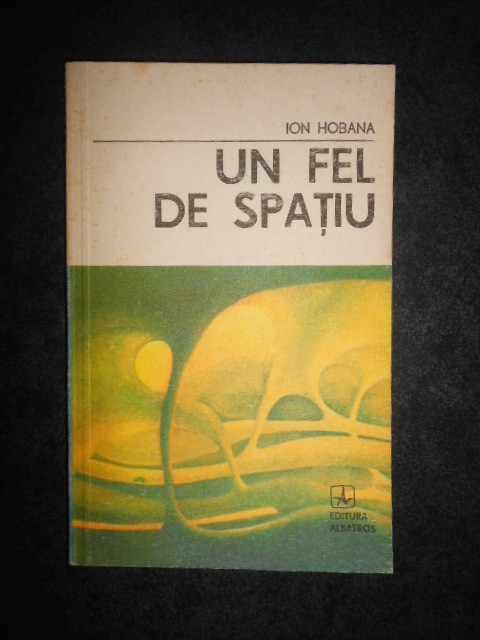 ION HOBANA
UN FEL
DE SPAȚIU
EDITURA
ALBATROS